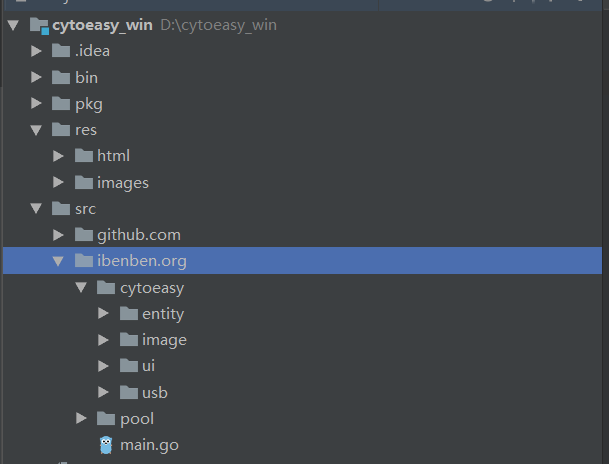 cytoeasy_win D:\cytoeasy_win
.idea
bin
pkg
res
html
images
src
github.com
ibenben.org
cytoeasy
entity
image
ui
usb
pool
main.go